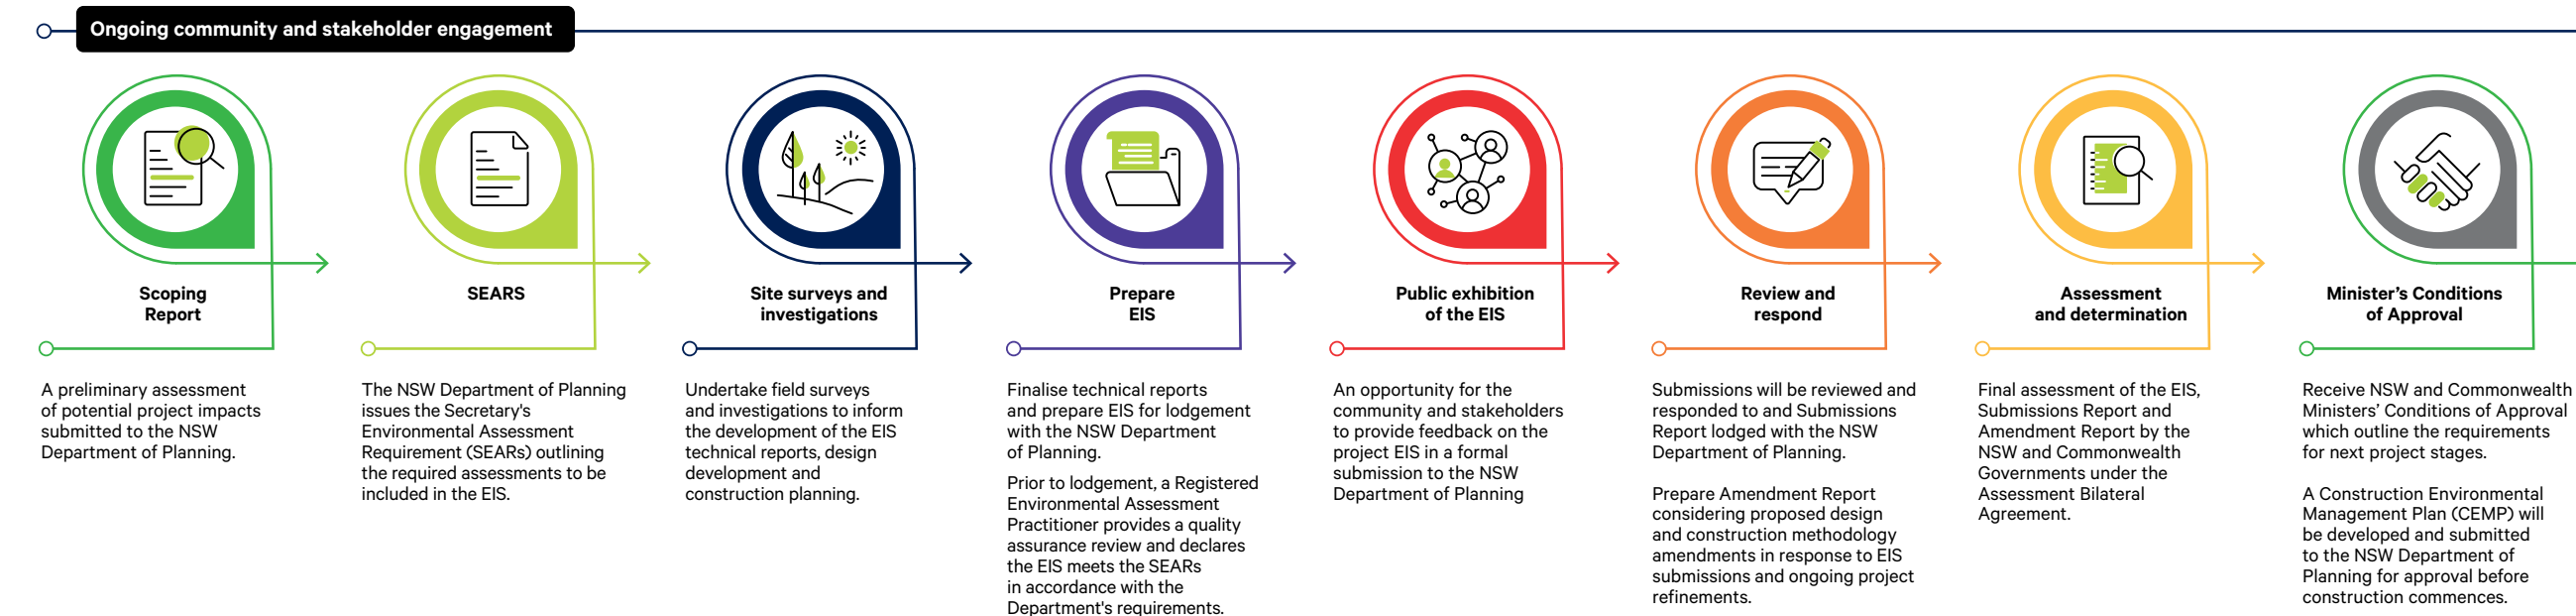 Ongoing community and stakeholder engagement
Scoping
Report
A preliminary assessment
of potential project impacts
submitted to the NSW
Department of Planning.
SEARS
The NSW Department of Planning
issues the Secretary's
Environmental Assessment
Requirement (SEARs) outlining
the required assessments to be
included in the EIS.
Site surveys and
investigations
Undertake field surveys
and investigations to inform
the development of the EIS
technical reports, design
development and
construction planning.
Prepare
EIS
Finalise technical reports
and prepare EIS for lodgement
with the NSW Department
of Planning.
Prior to lodgement, a Registered
Environmental Assessment
Practitioner provides a quality
assurance review and declares
the EIS meets the SEARs
in accordance with the
Department's requirements.
Public exhibition
of the EIS
An opportunity for the
community and stakeholders
to provide feedback on the
project EIS in a formal
submission to the NSW
Department of Planning
Review and
respond
Submissions will be reviewed and
responded to and Submissions
Report lodged with the NSW
Department of Planning.
Prepare Amendment Report
considering proposed design
and construction methodology
amendments in response to EIS
submissions and ongoing project
refinements.
Assessment
and determination
Final assessment of the EIS,
Submissions Report and
Amendment Report by the
NSW and Commonwealth
Governments under the
Assessment Bilateral
Agreement.
Minister’s Conditions
of Approval
Receive NSW and Commonwealth
Ministers’ Conditions of Approval
which outline the requirements
for next project stages.
A Construction Environmental
Management Plan (CEMP) will
be developed and submitted
to the NSW Department of
Planning for approval before
construction commences.